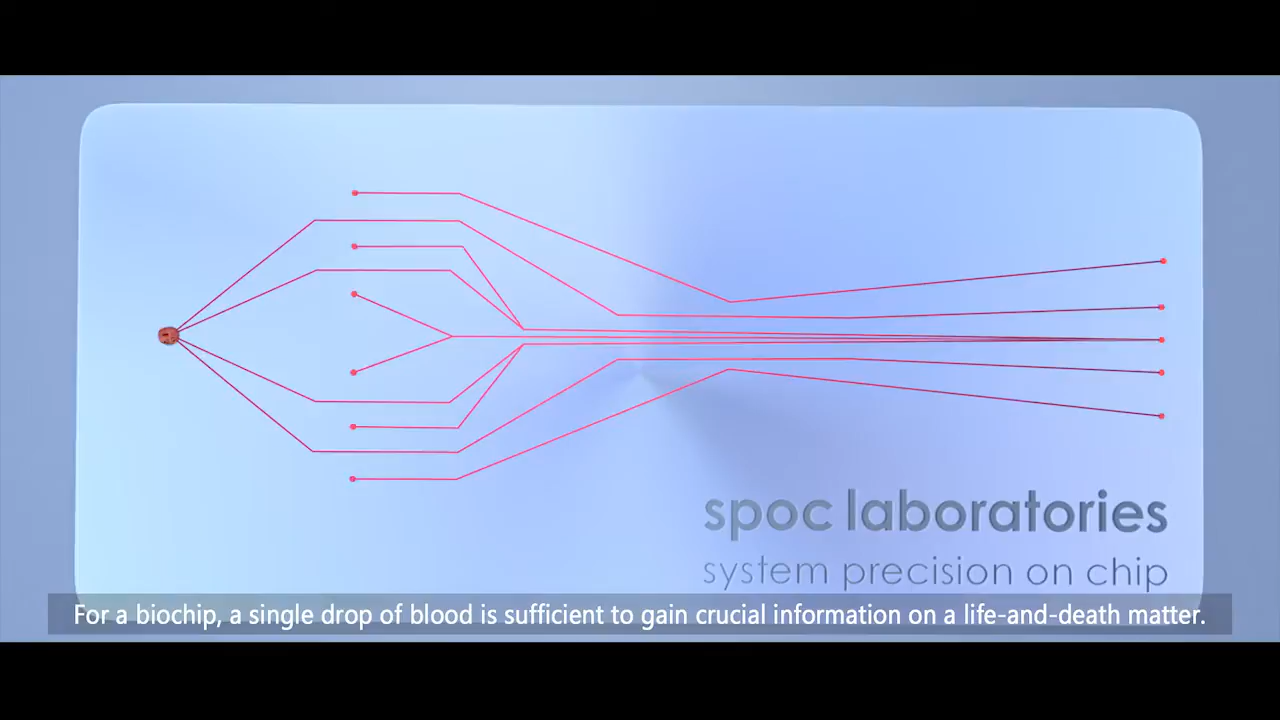 spoc laboratories
system precision on chip
For a biochip, a single drop of blood is sufficient to gain crucial information on a life-and-death matter.